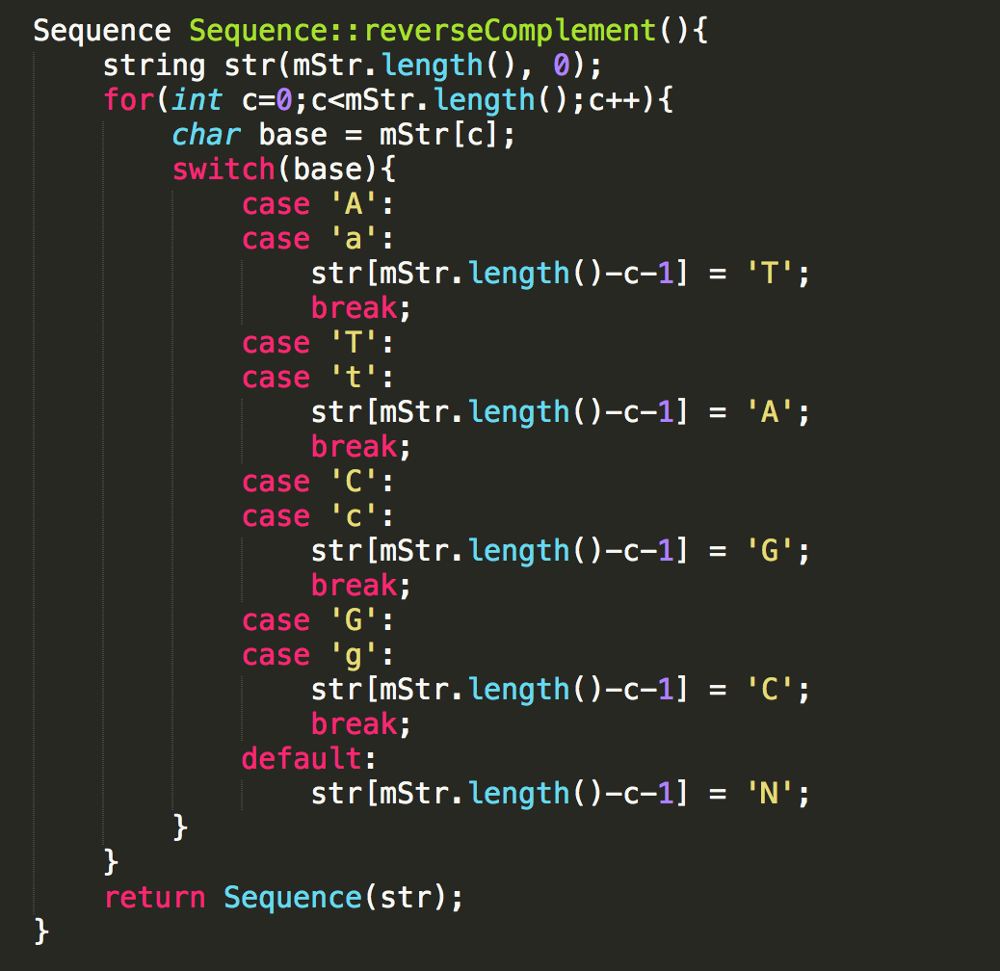 Sequence Sequence::reverseComplement(){
    string str(mStr.length(), 0);
    for(int c=0;c<mStr.length();c++){
        char base = mStr[c];
        switch(base){
            case 'A':
            case 'a':
                str[mStr.length()-c-1] = 'T';
                break;
            case 'T':
            case 't':
                str[mStr.length()-c-1] = 'A';
                break;
            case 'C':
            case 'c':
                str[mStr.length()-c-1] = 'G';
                break;
            case 'G':
            case 'g':
                str[mStr.length()-c-1] = 'C';
                break;
            default:
                str[mStr.length()-c-1] = 'N';
        }
    }
    return Sequence(str);
}